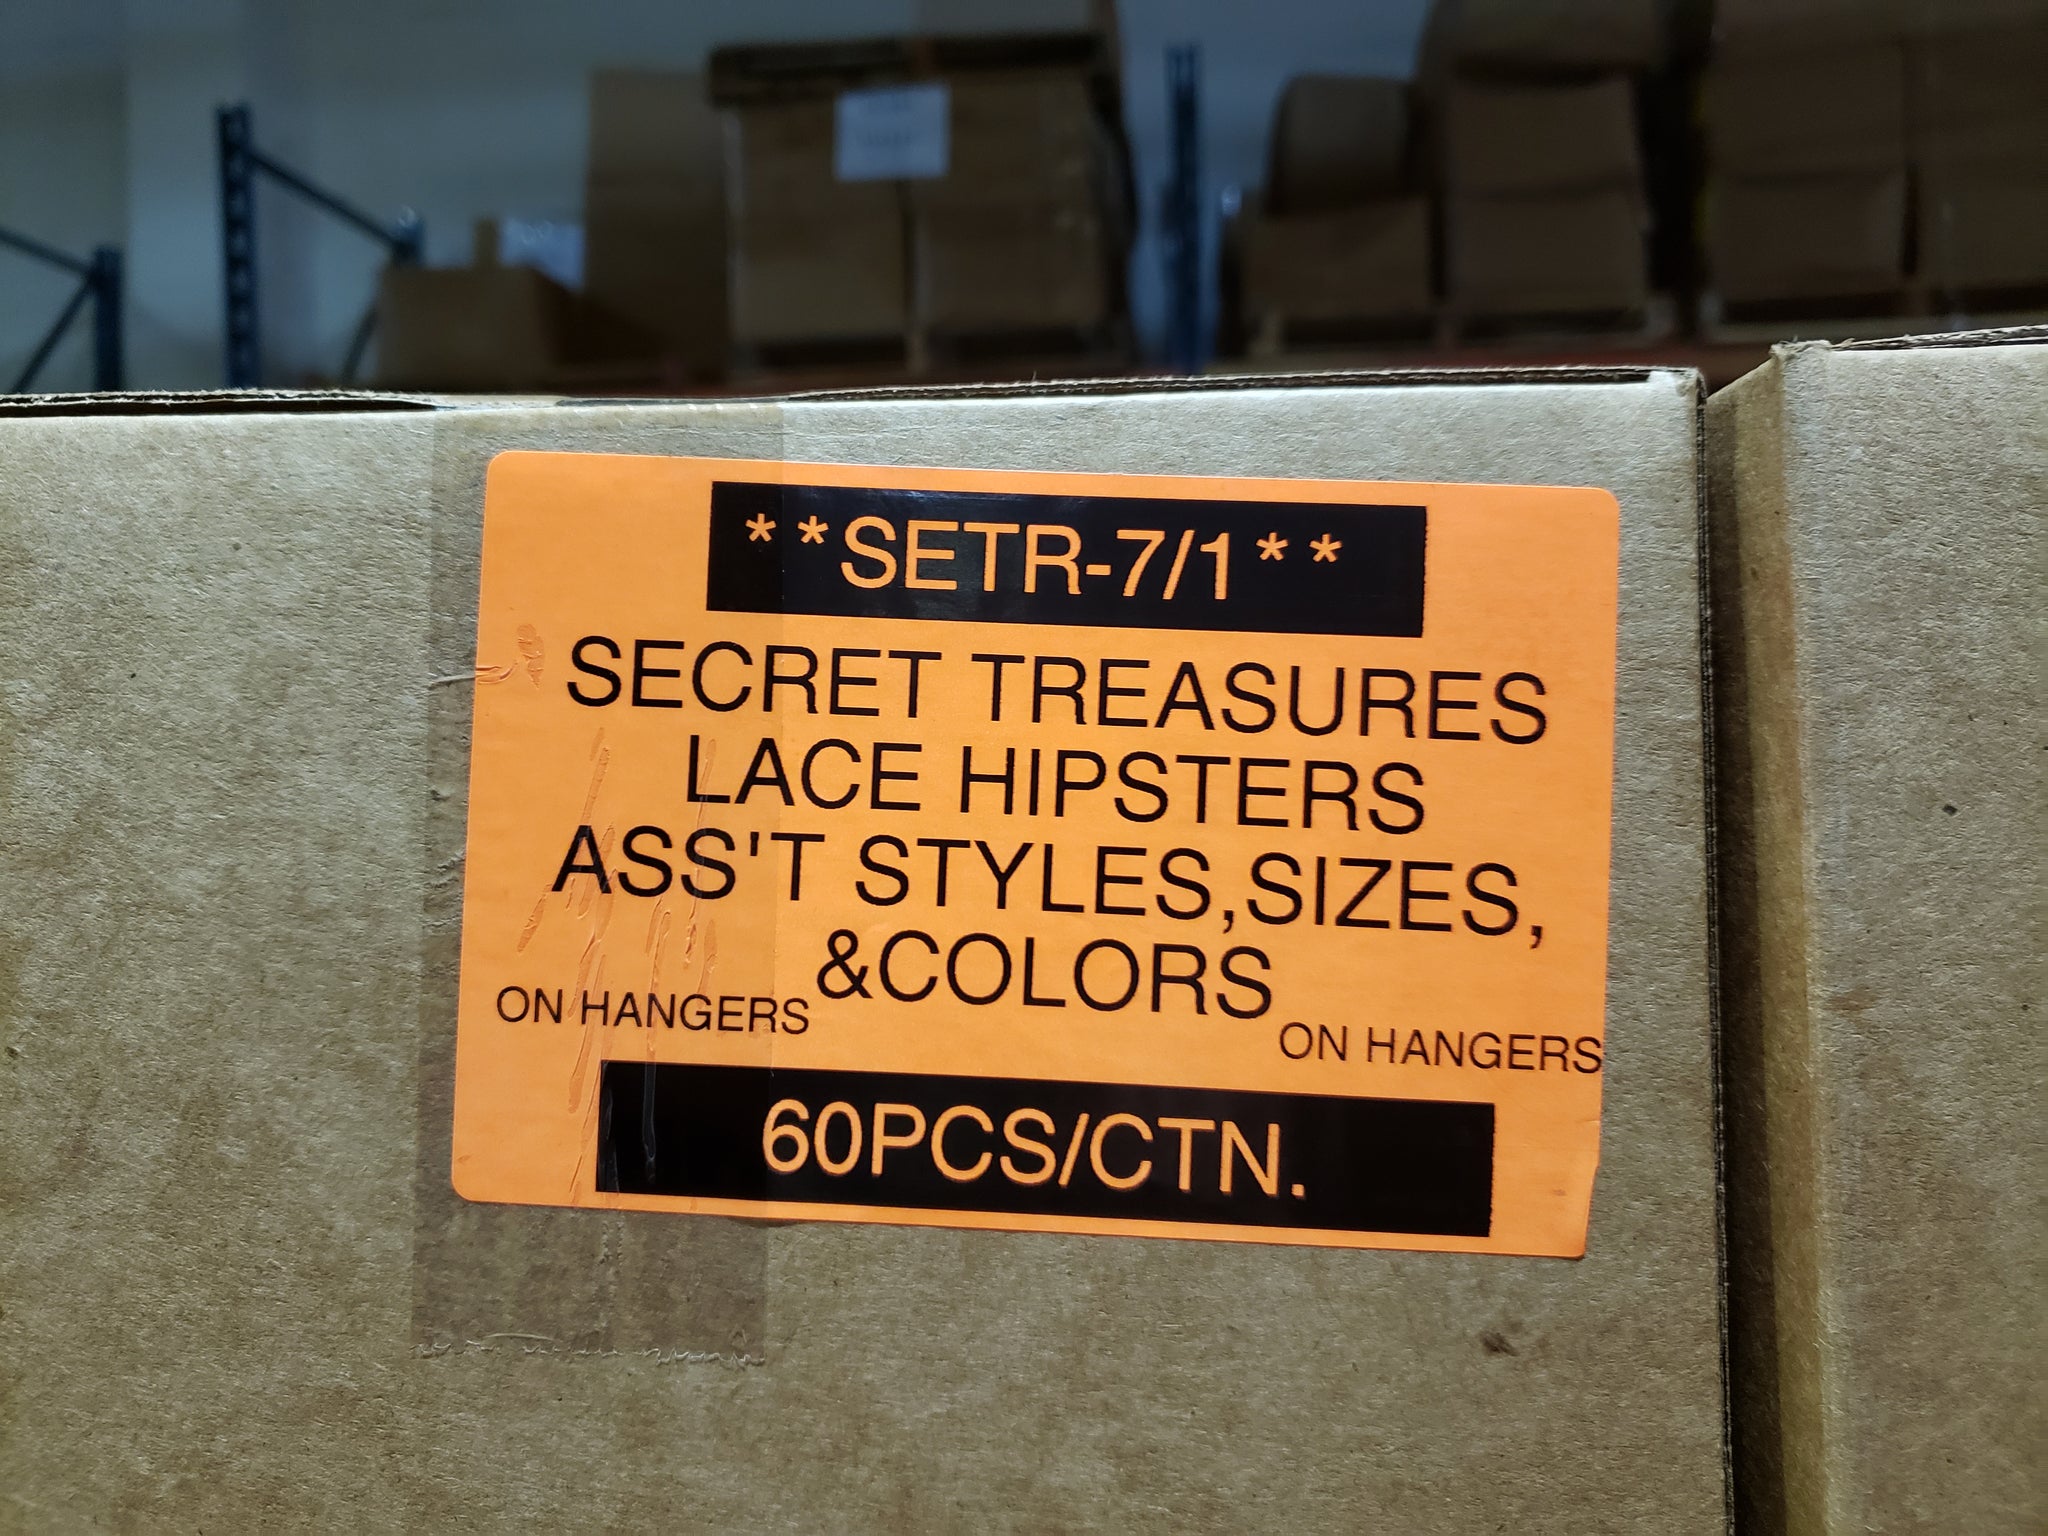 **SETR-7/1**
SECRET TREASURES
LACE HIPSTERS
ASS'T STYLES,SIZES,
&COLORS
ON HANGERS
ON HANGERS
60PCS/CTN.